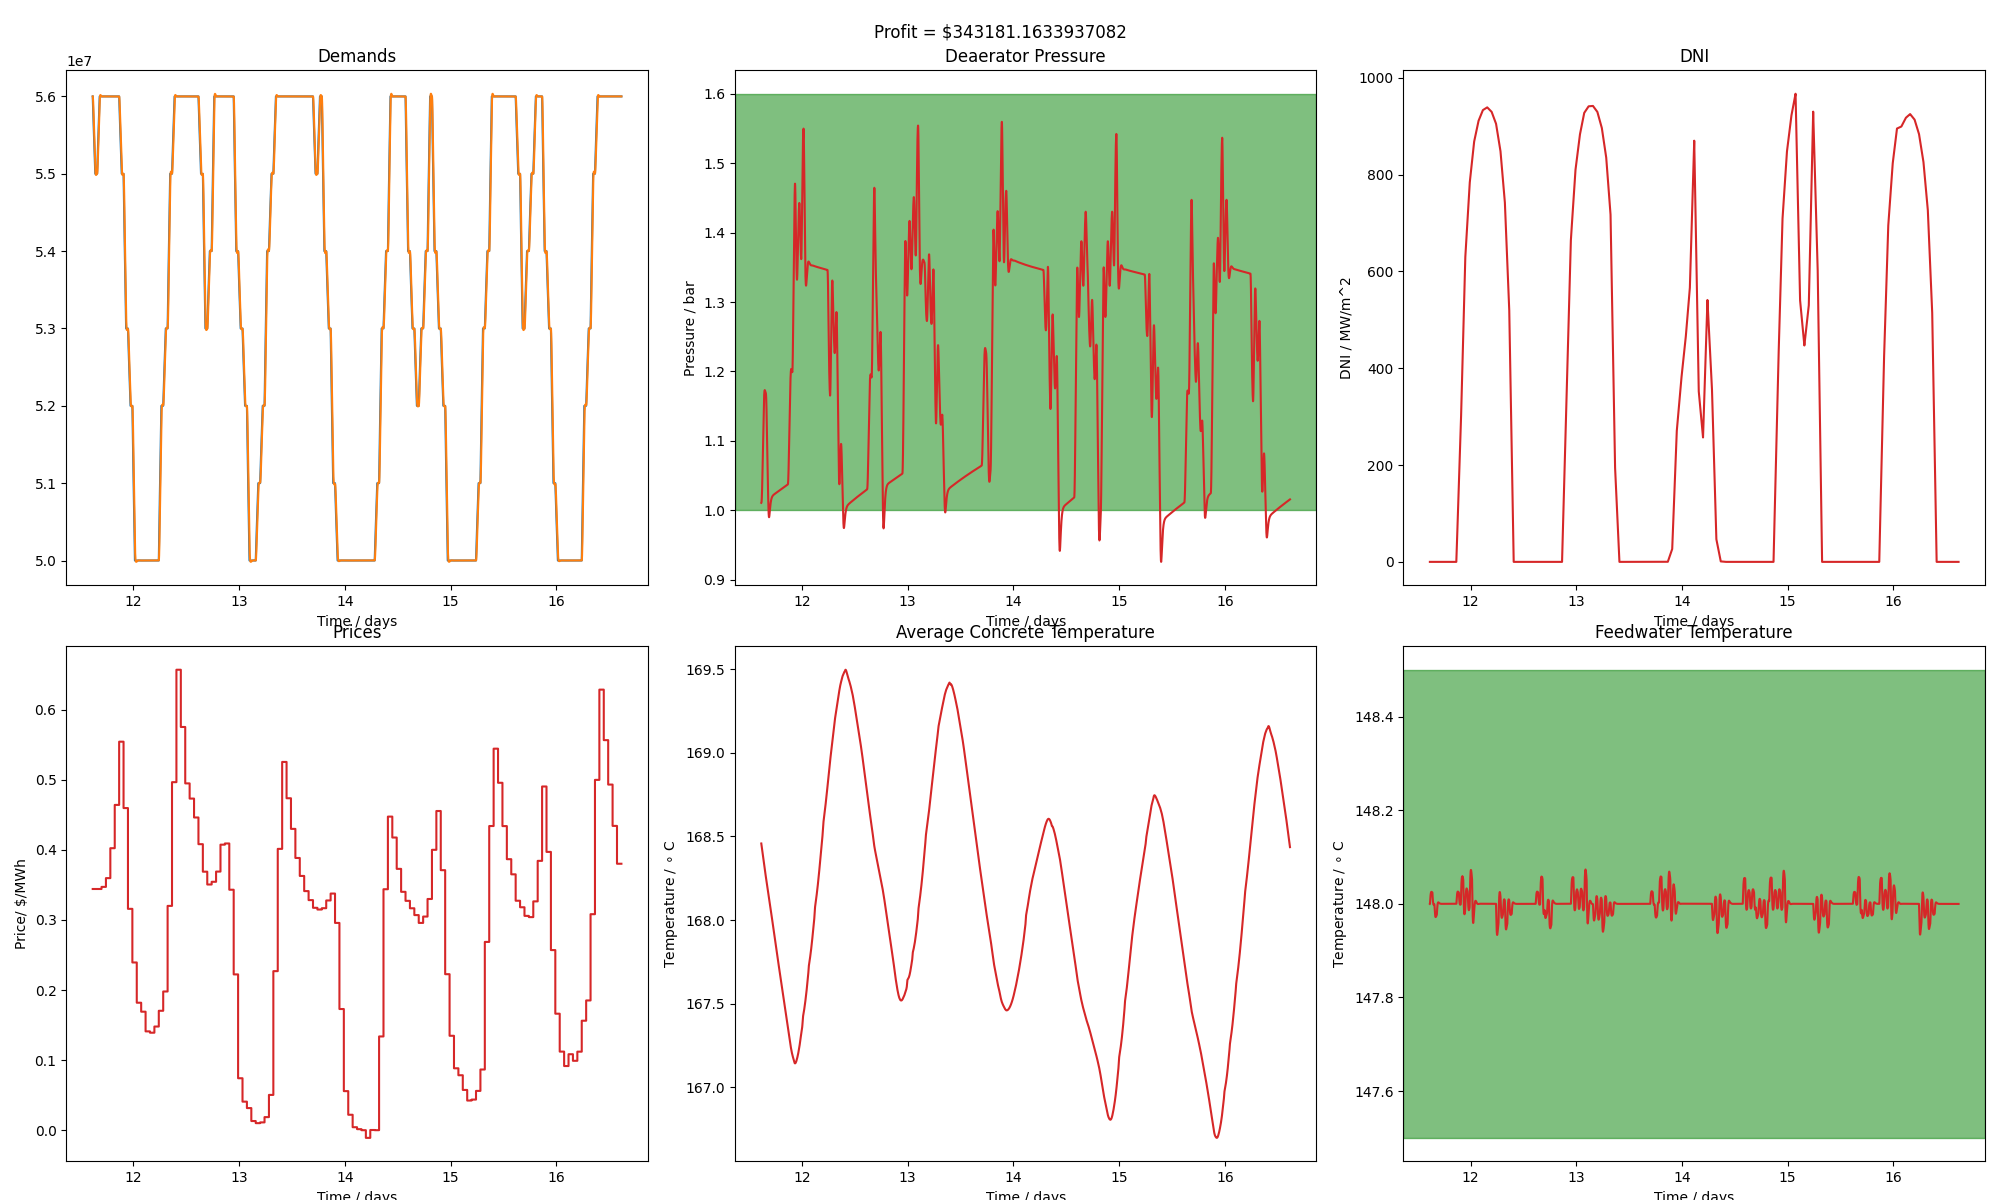 Profit = $343181.1633937082
Demands
1e7
5.6
5.5
5.4
5.3
5.2
5.1
5.0
12 13 14 15 16
Time / days
Deaerator Pressure
Pressure / bar
1.6
1.5
1.4
1.3
1.2
1.1
1.0
0.9
12 13 14 15 16
Time / days
DNI
DNI / MW/m^2
1000
800
600
400
200
0
12 13 14 15 16
Time / days
Prices
Price/ $/MWh
0.6
0.5
0.4
0.3
0.2
0.1
0.0
12 13 14 15 16
Time / days
Average Concrete Temperature
Temperature / ∘ C
169.5
169.0
168.5
168.0
167.5
167.0
12 13 14 15 16
Time / days
Feedwater Temperature
Temperature / ∘ C
148.4
148.2
148.0
147.8
147.6
12 13 14 15 16
Time / days